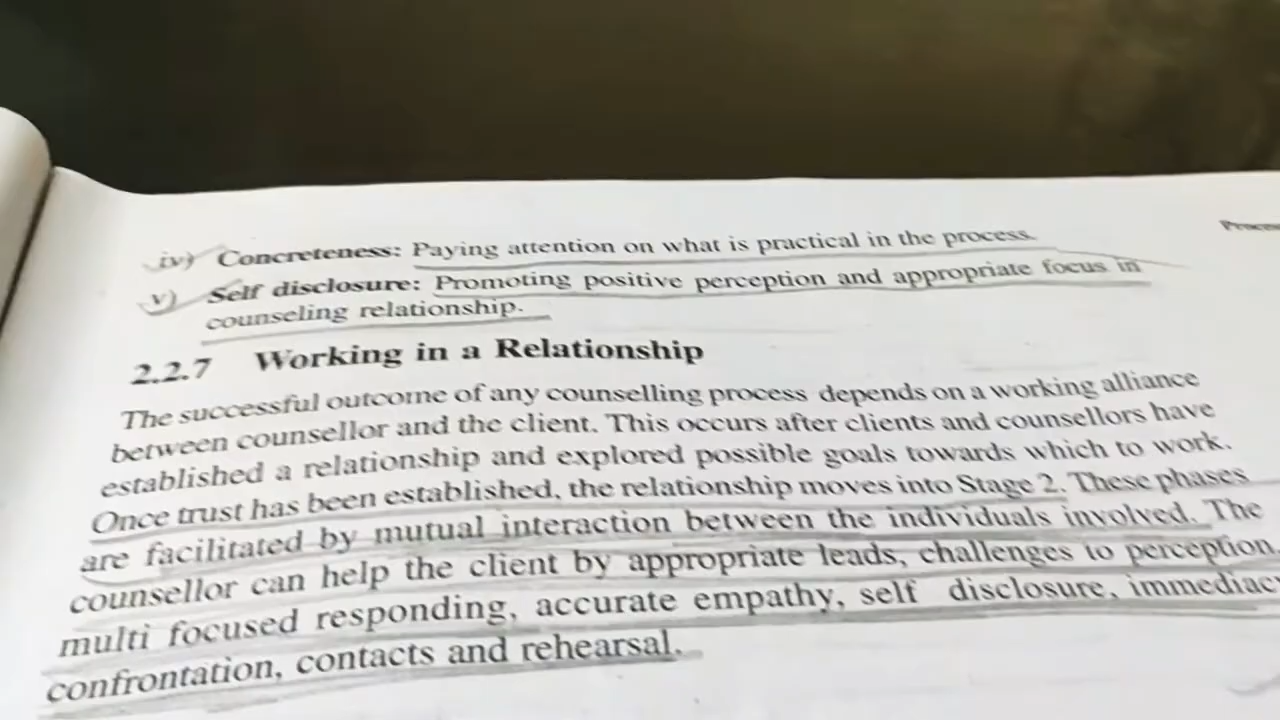 iv) Concreteness: Paying attention on what is practical in the process.
v) Self disclosure: Promoting positive perception and appropriate focus in
counseling relationship.
2.2.7 Working in a Relationship
The successful outcome of any counselling process depends on a working alliance
between counsellor and the client. This occurs after clients and counsellors have
established a relationship and explored possible goals towards which to work.
Once trust has been established, the relationship moves into Stage 2. These phases
are facilitated by mutual interaction between the individuals involved. The
counsellor can help the client by appropriate leads, challenges to perception,
multi focused responding, accurate empathy, self disclosure, immediac
confrontation, contacts and rehearsal.